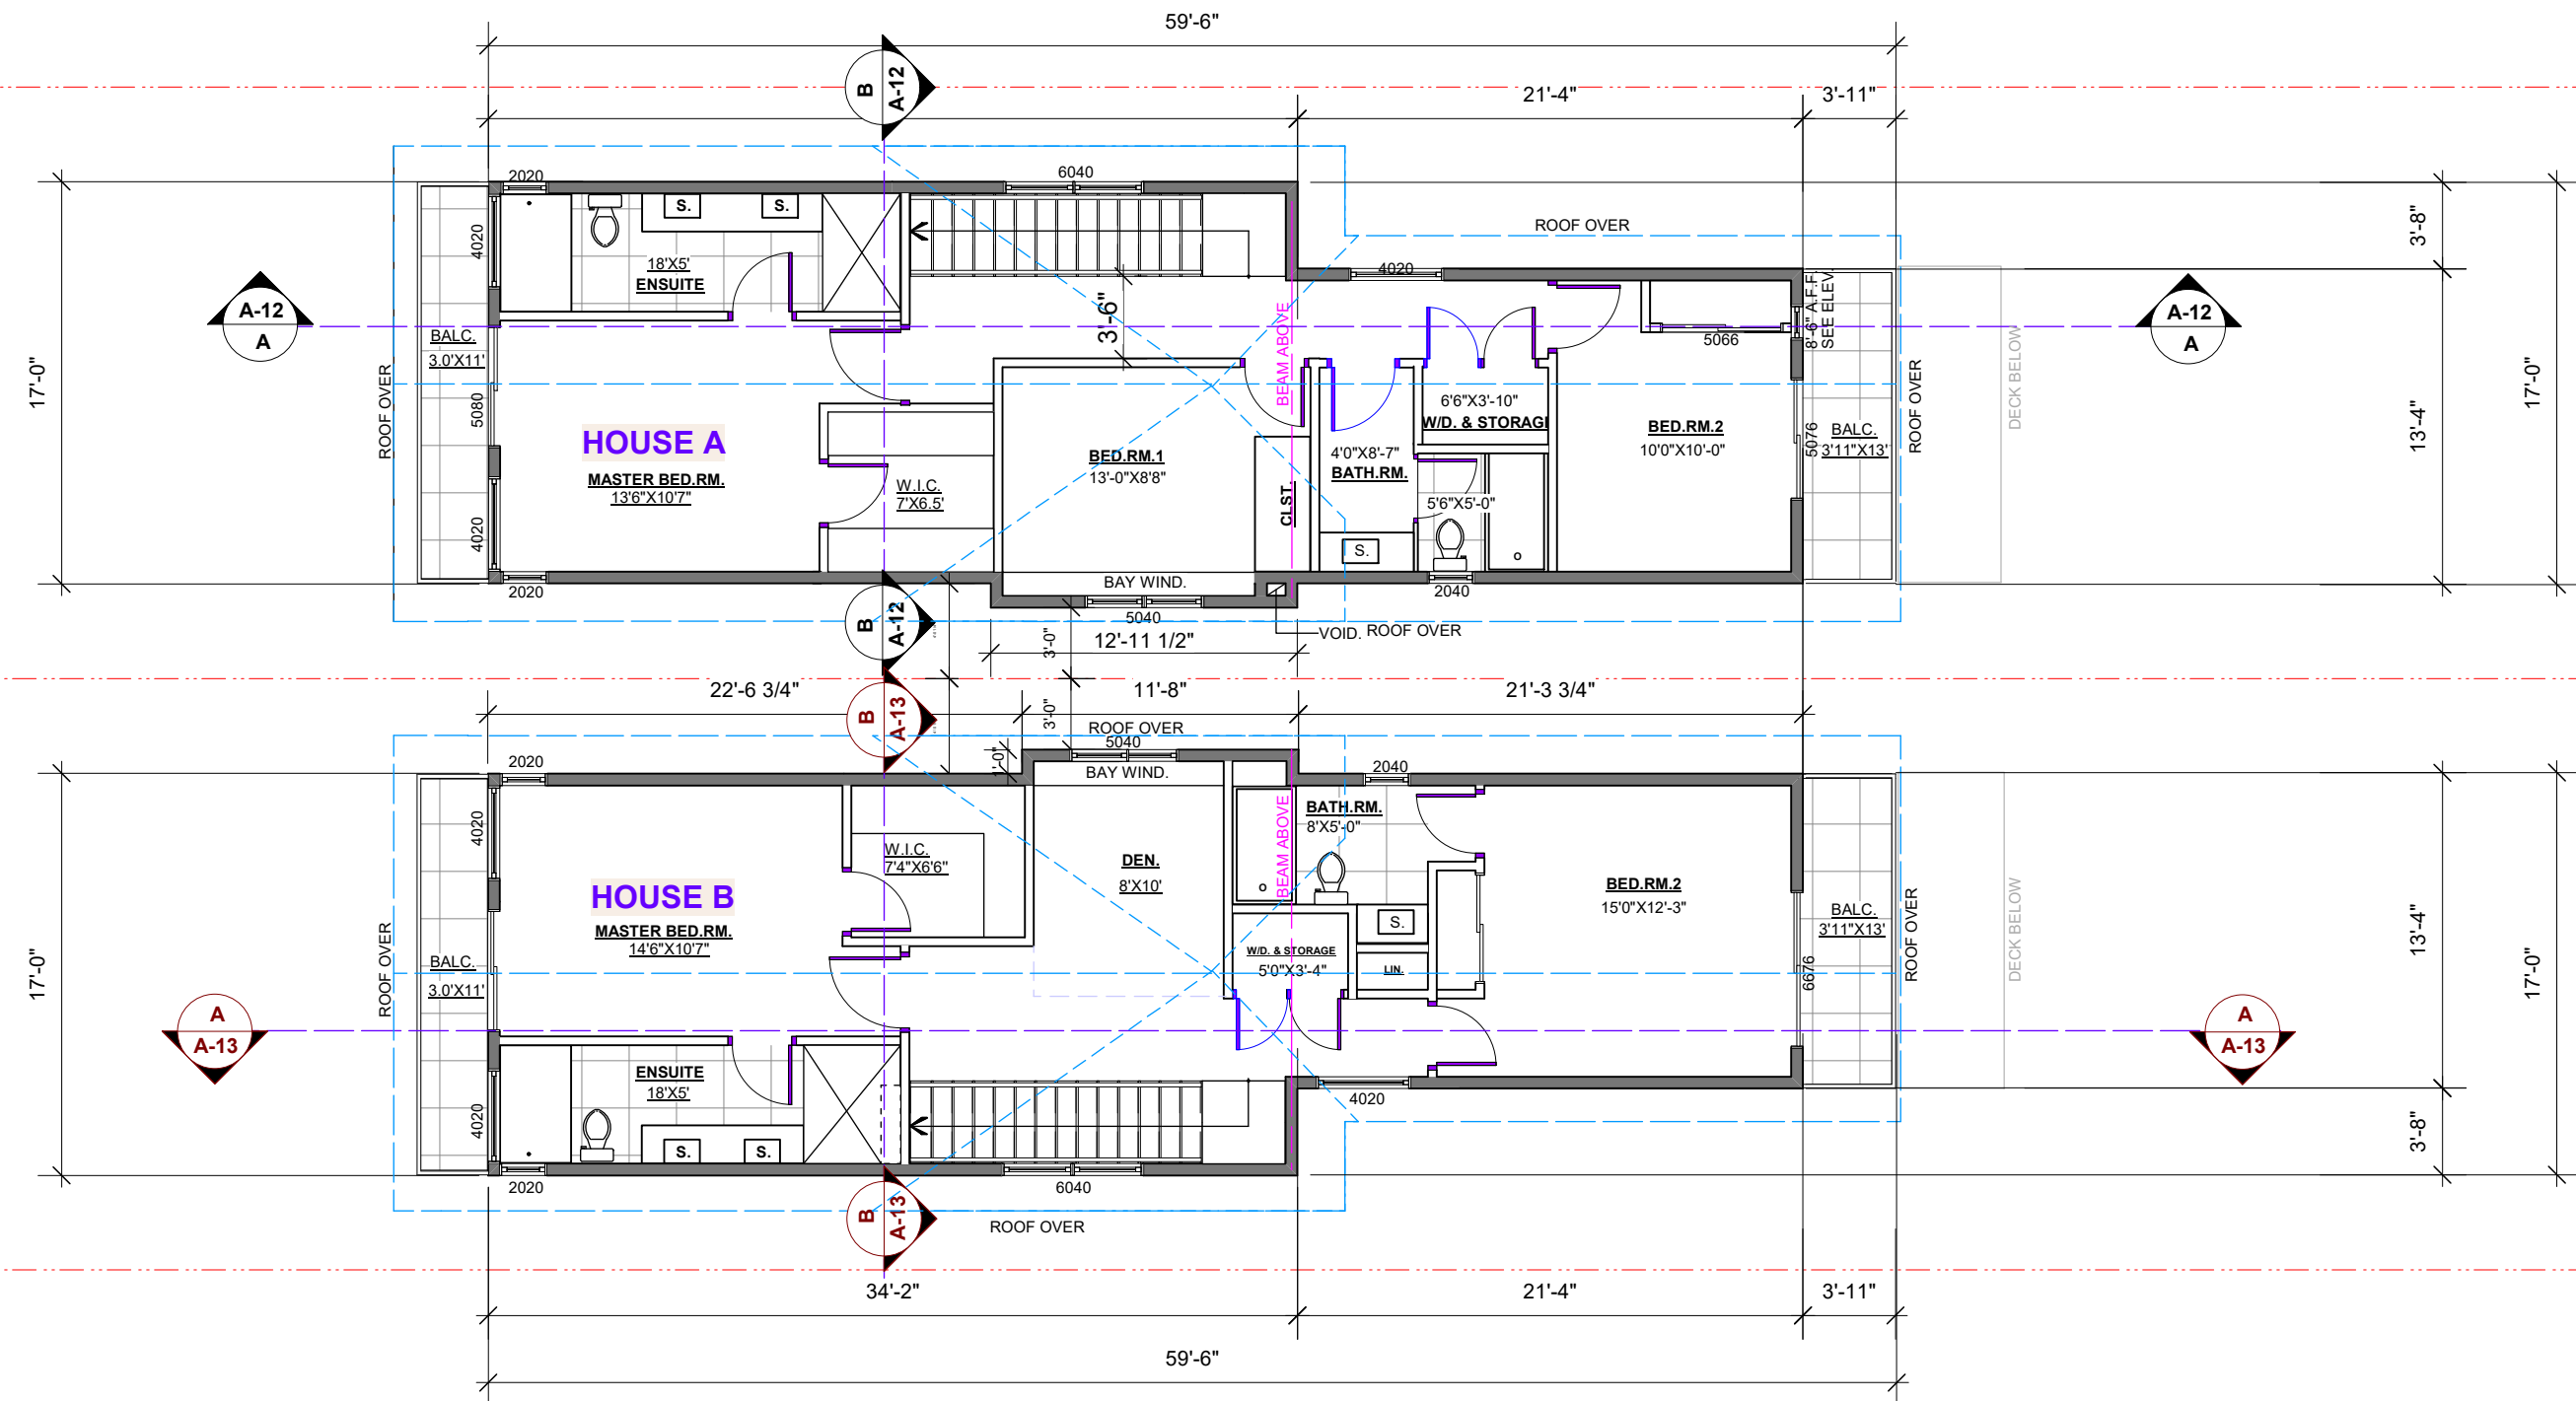 59'-6"
B
A-12
21'-4"
3'-11"
2020
6040
S.
S.
4020
18'X5'
ENSUITE
ROOF OVER
4020
3'-8"
A-12
A
BALC.
3.0'X11'
3'-6"
BEAM ABOVE
8'-6" A.F.F.
SEE ELEV.
5066
A-12
A
DECK BELOW
17'-0"
ROOF OVER
5080
HOUSE A
MASTER BED.RM.
13'6"X10'7"
W.I.C.
7'X6.5'
BED.RM.1
13'-0"X8'8"
CLST.
4'0"X8'-7"
BATH.RM.
6'6"X3'-10"
W/D. & STORAGE
5'6"X5'-0"
S.
BED.RM.2
10'0"X10'-0"
5076
BALC.
3'11"X13'
ROOF OVER
13'-4"
17'-0"
4020
2020
B
A-12
BAY WIND.
5040
12'-11 1/2"
VOID.
ROOF OVER
2040
3'-0"
22'-6 3/4"
B
A-13
11'-8"
21'-3 3/4"
3'-0"
ROOF OVER
5040
1'-0"
BAY WIND.
2020
2040
4020
W.I.C.
7'4"X6'6"
DEN.
8'X10'
BEAM ABOVE
BATH.RM.
8'X5'-0"
HOUSE B
MASTER BED.RM.
14'6"X10'7"
BED.RM.2
15'0"X12'-3"
S.
W/D. & STORAGE
5'0"X3'-4"
LIN.
6676
BALC.
3'11"X13'
ROOF OVER
DECK BELOW
13'-4"
17'-0"
17'-0"
ROOF OVER
BALC.
3.0'X11'
A
A-13
A
A-13
ENSUITE
18'X5'
4020
S.
S.
4020
3'-8"
2020
B
A-13
6040
ROOF OVER
34'-2"
21'-4"
3'-11"
59'-6"